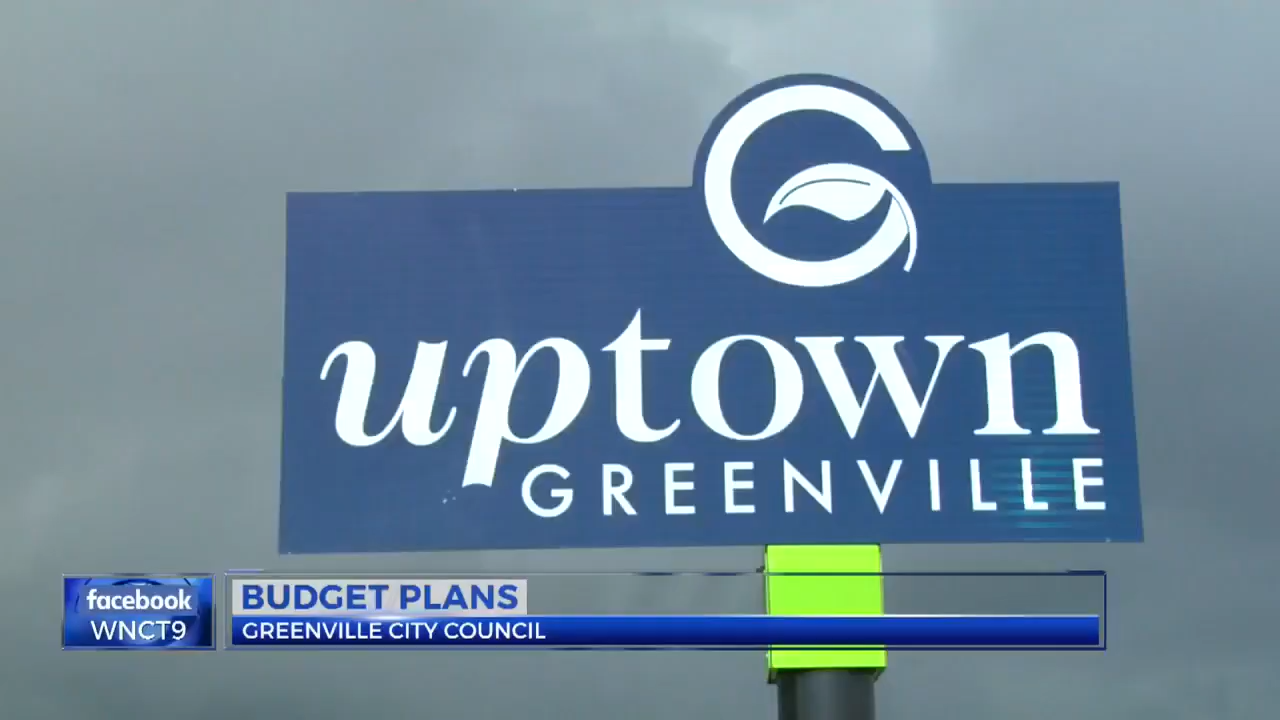 uptown
GREENVILLE
facebook
WNCT9
BUDGET PLANS
GREENVILLE CITY COUNCIL